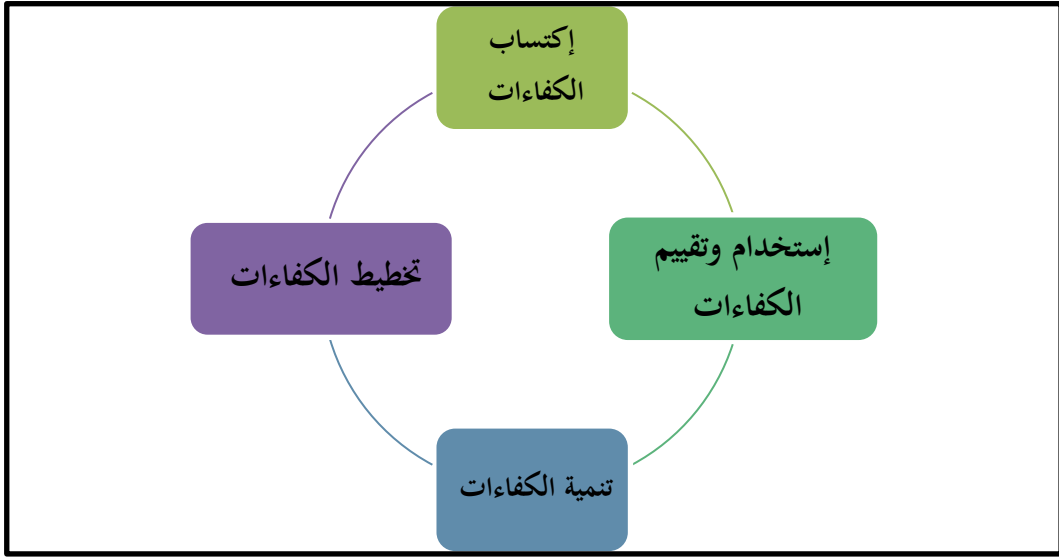 إكتساب
الكفاءات
إستخدام وتقييم
الكفاءات
تخطيط الكفاءات
تنمية الكفاءات